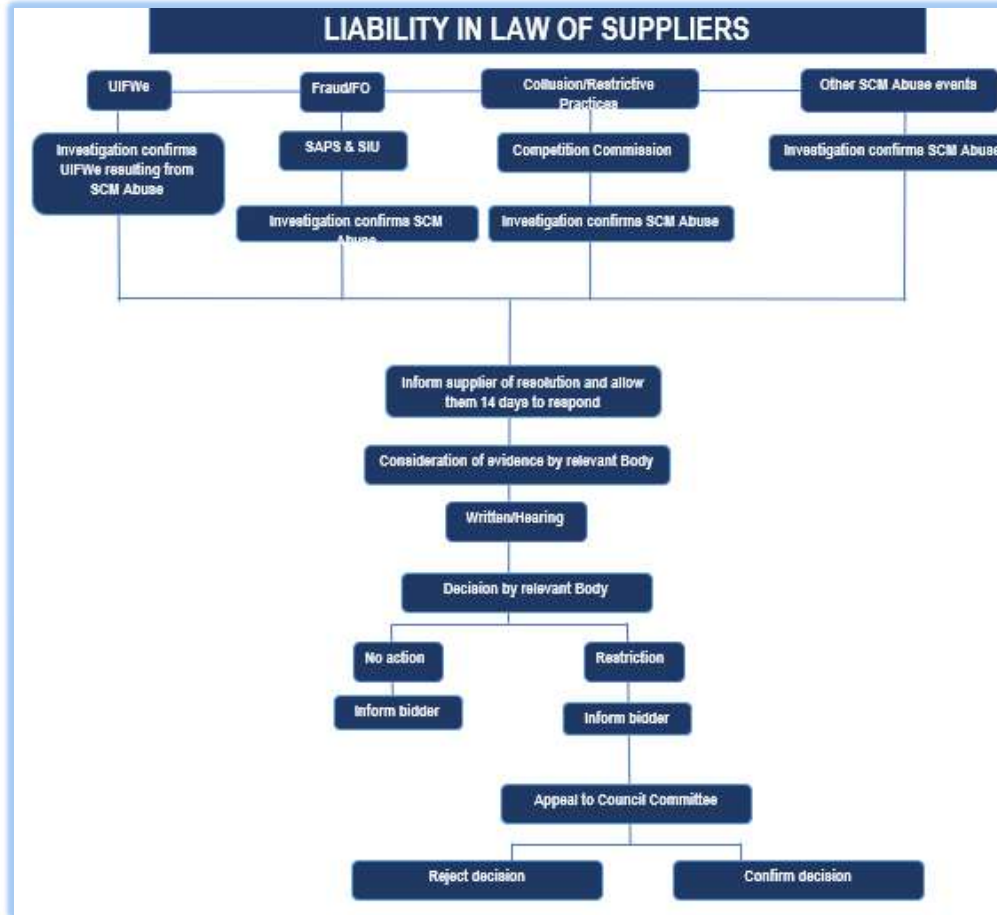 LIABILITY IN LAW OF SUPPLIERS
UIFWe
Fraud/FO
Collusion/Restrictive
Practices
Other SCM Abuse events
Investigation confirms
UIFWe resulting from
SCM Abuse
SAPS & SIU
Competition Commission
Investigation confirms SCM Abuse
Investigation confirms SCM
Abuse
Investigation confirms SCM Abuse
Inform supplier of resolution and allow
them 14 days to respond
Consideration of evidence by relevant Body
Written/Hearing
Decision by relevant Body
No action
Restriction
Inform bidder
Inform bidder
Appeal to Council Committee
Reject decision
Confirm decision